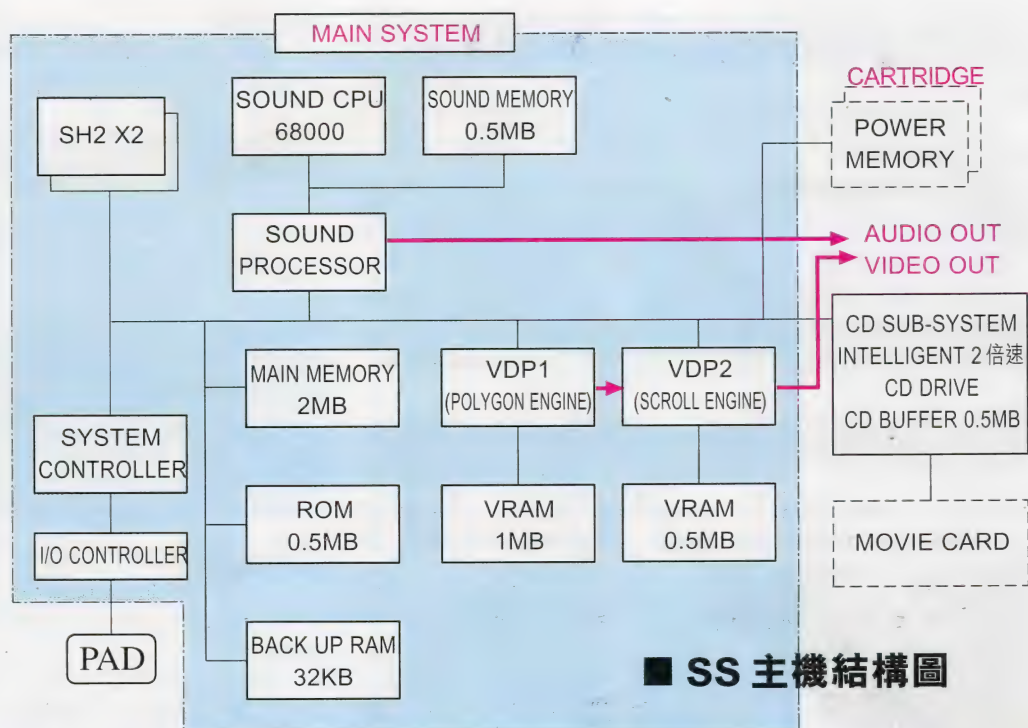 MAIN SYSTEM
SH2 X2
SOUND CPU
68000
SOUND MEMORY
0.5MB
CARTRIDGE
POWER
MEMORY
SOUND
PROCESSOR
AUDIO OUT
VIDEO OUT
MAIN MEMORY
2MB
VDP1
(POLYGON ENGINE)
VDP2
(SCROLL ENGINE)
CD SUB-SYSTEM
INTELLIGENT 2倍速
CD DRIVE
CD BUFFER 0.5MB
SYSTEM
CONTROLLER
ROM
0.5MB
VRAM
1MB
VRAM
0.5MB
MOVIE CARD
I/O CONTROLLER
PAD
BACK UP RAM
32KB
■ SS 主機結構圖